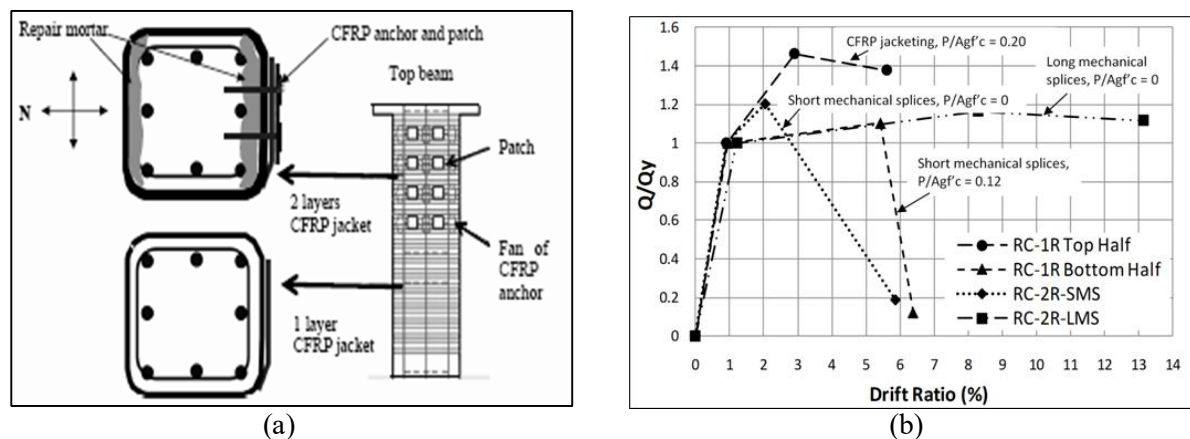 Repair mortar
CFRP anchor and patch
Top beam
N
Patch
2 layers
CFRP jacket
Fan of
CFRP
anchor
1 layer
CFRP jacket
(a)
CFRP jacketing, P/Agf'c = 0.20
Long mechanical
splices, P/Agf'c = 0
Short mechanical splices, P/Agf'c = 0
Short mechanical splices,
P/Agf'c = 0.12
RC-1R Top Half
RC-1R Bottom Half
RC-2R-SMS
RC-2R-LMS
Q/Qy
1.6
1.4
1.2
1
0.8
0.6
0.4
0.2
0
0 1 2 3 4 5 6 7 8 9 10 11 12 13 14
Drift Ratio (%)
(b)